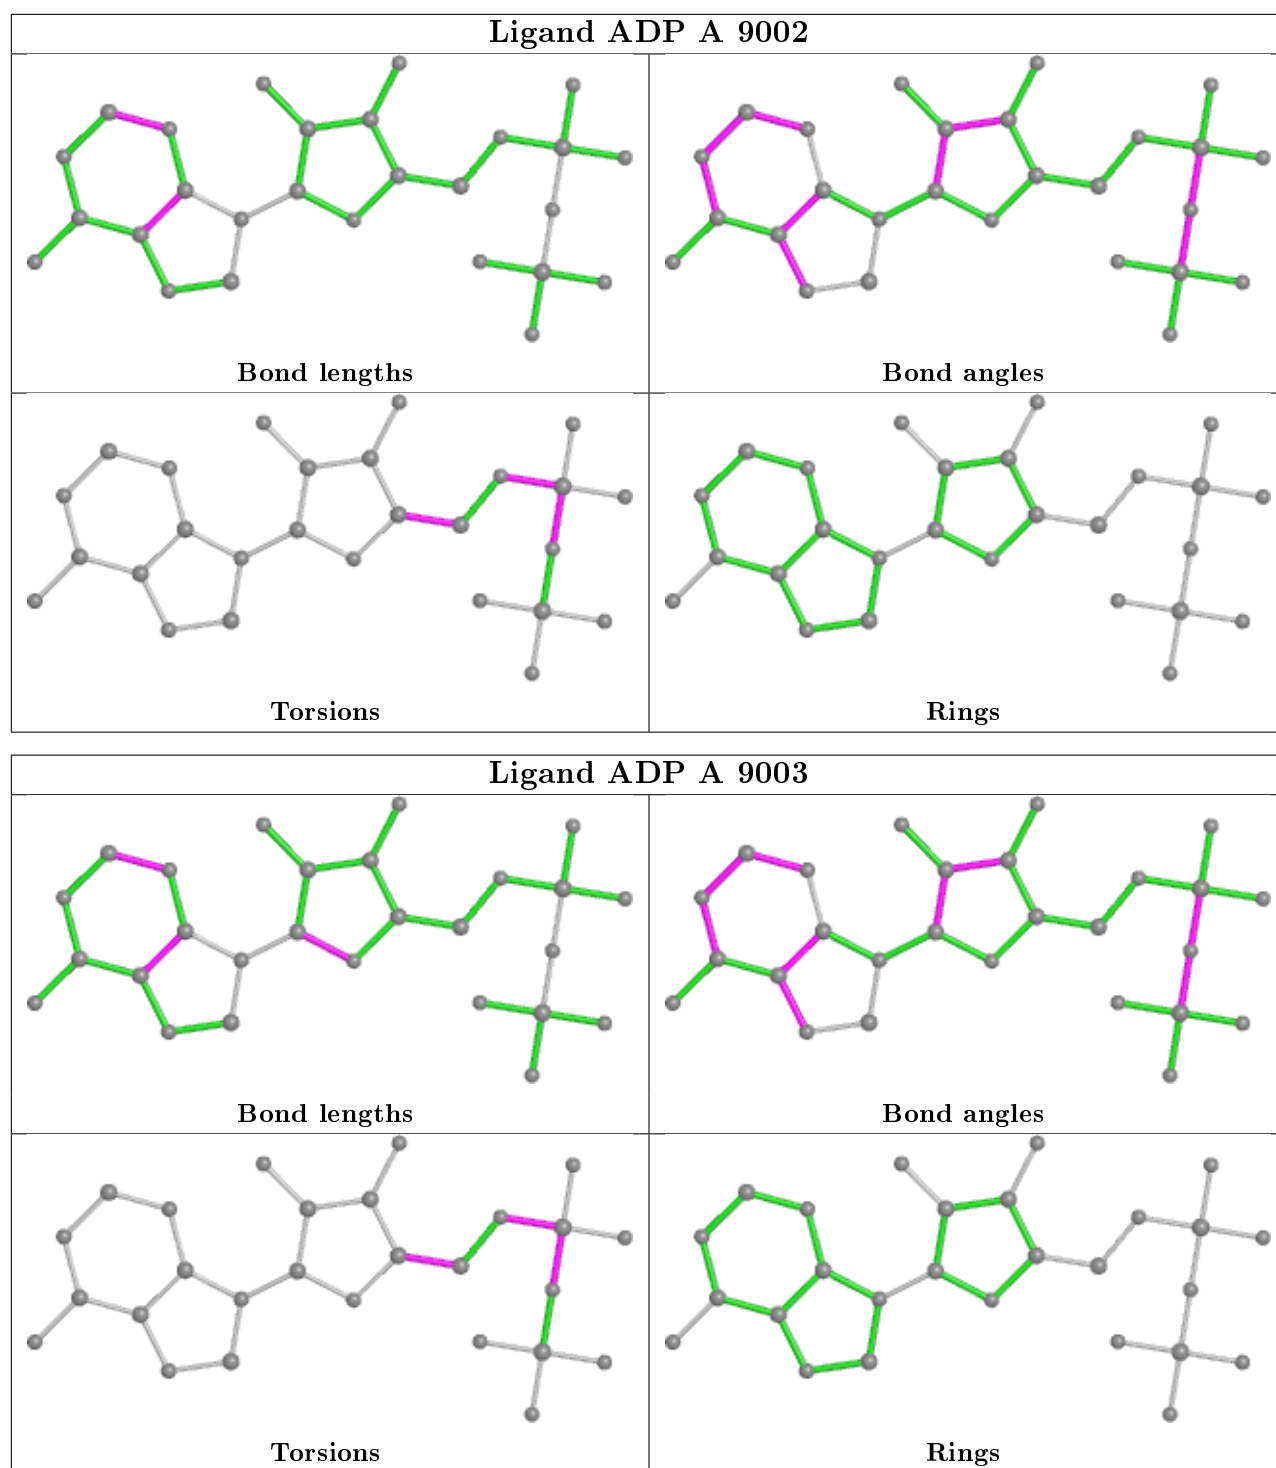 Ligand ADP A 9002
Bond lengths
Bond angles
Torsions
Rings
Ligand ADP A 9003
Bond lengths
Bond angles
Torsions
Rings